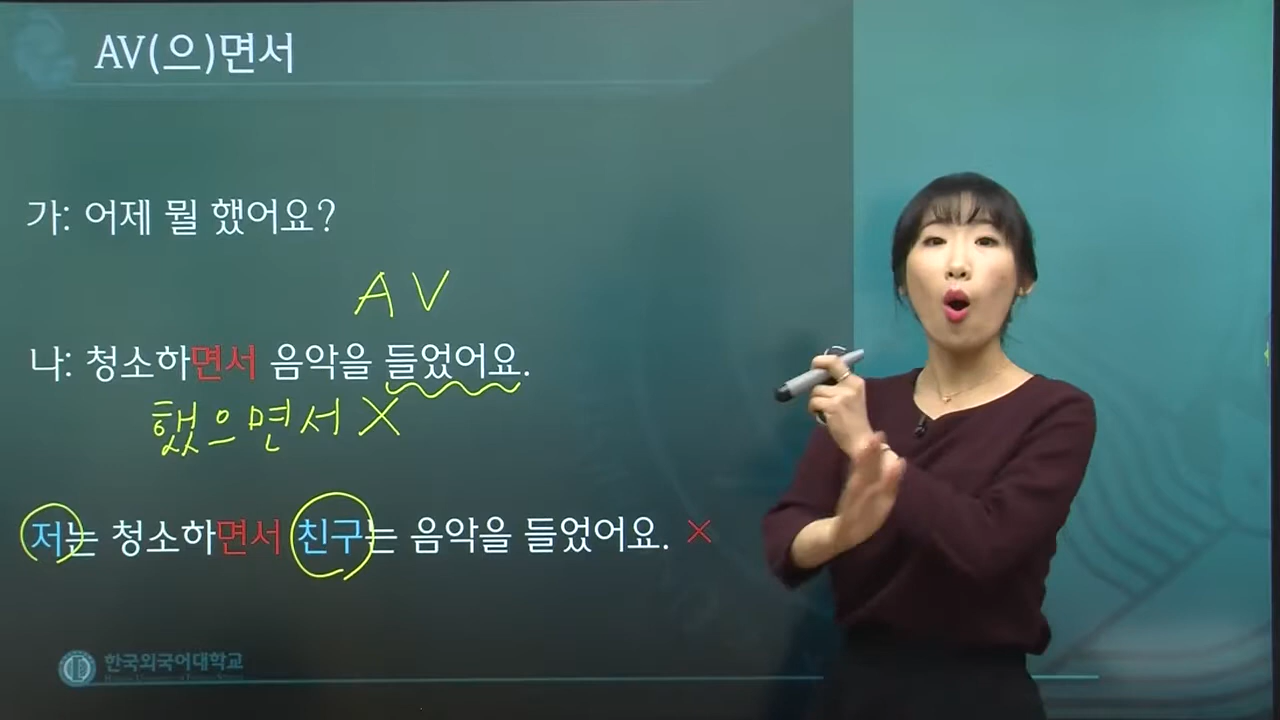 AV(으)면서
가: 어제 뭘 했어요?
AV
나: 청소하면서 음악을 들었어요.
했으면서 X
저는 청소하면서 친구는 음악을 들었어요. ×
한국외국어대학교